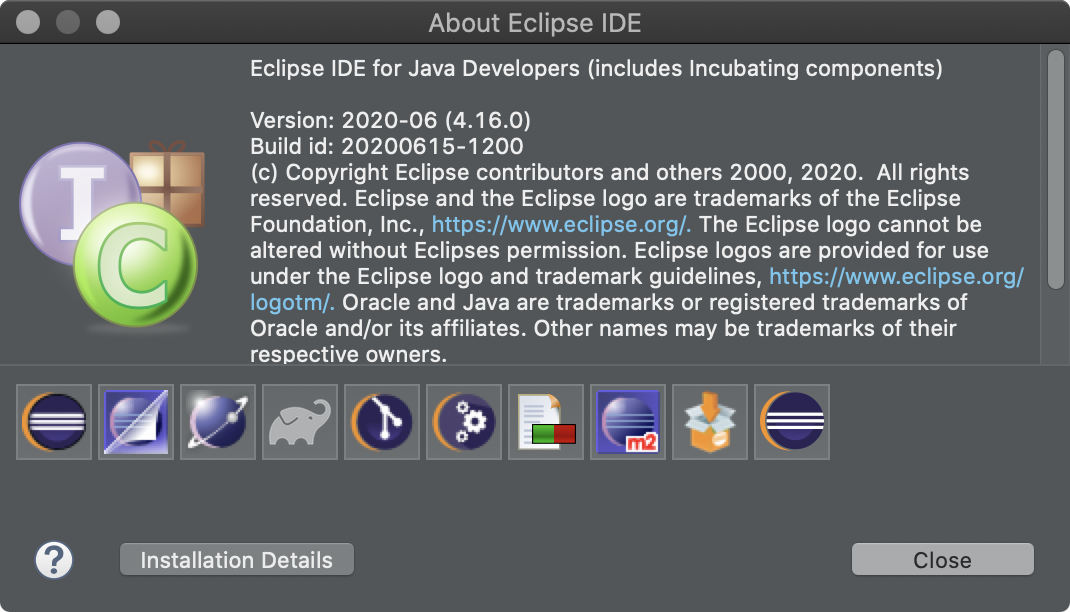 About Eclipse IDE
Eclipse IDE for Java Developers (includes Incubating components)
Version: 2020-06 (4.16.0)
Build id: 20200615-1200
(c) Copyright Eclipse contributors and others 2000, 2020.  All rights
reserved. Eclipse and the Eclipse logo are trademarks of the Eclipse
Foundation, Inc., https://www.eclipse.org/. The Eclipse logo cannot be
altered without Eclipses permission. Eclipse logos are provided for use
under the Eclipse logo and trademark guidelines, https://www.eclipse.org/
logotm/. Oracle and Java are trademarks or registered trademarks of
Oracle and/or its affiliates. Other names may be trademarks of their
respective owners.
I
C
m2
?
Installation Details
Close